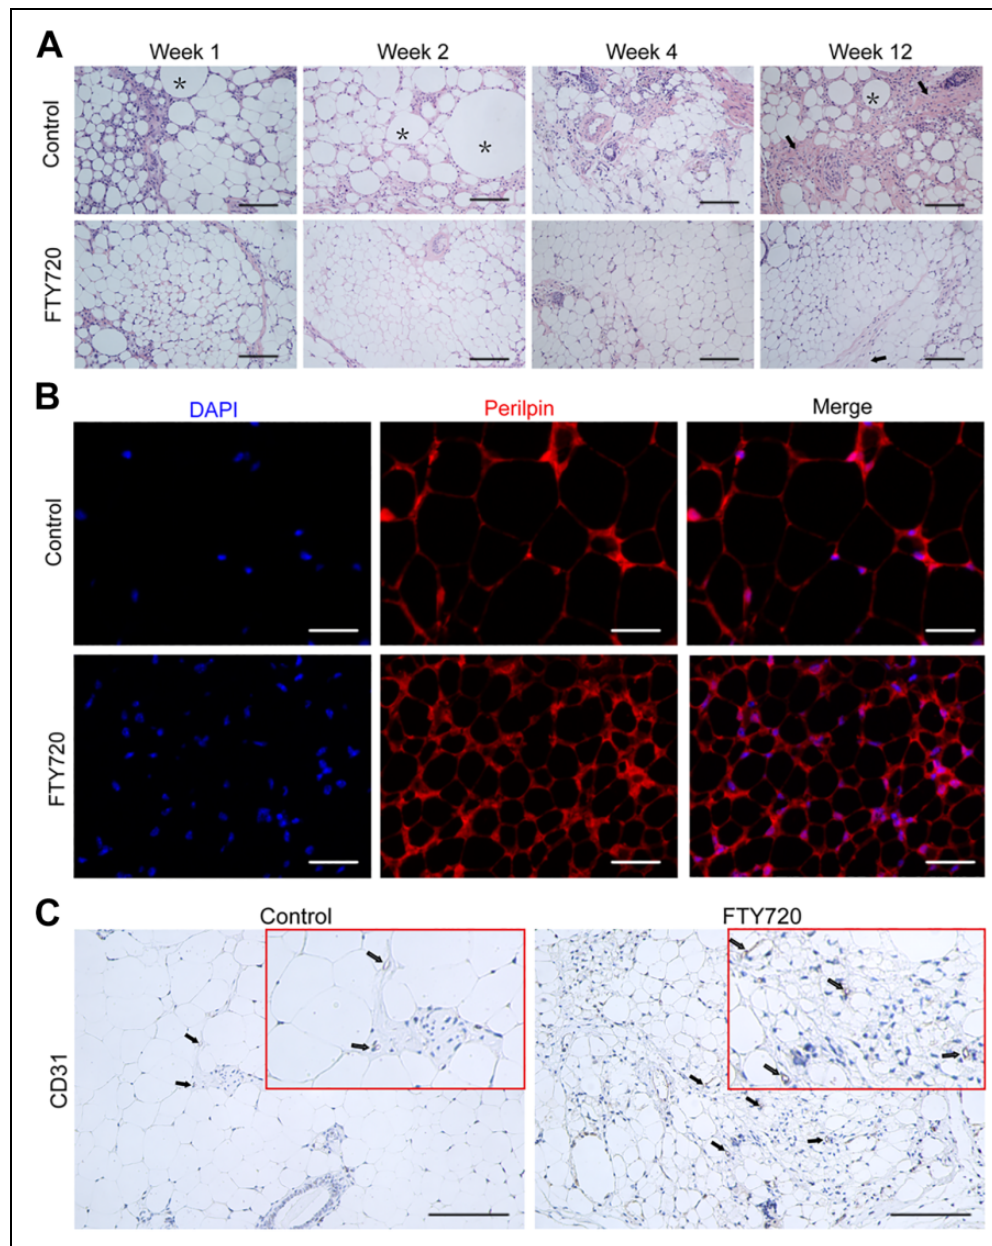 A
Week 1 Week 2 Week 4 Week 12
Control
* * * *
FTY720
B
DAPI Perilpin Merge
Control
FTY720
C
Control FTY720
CD31